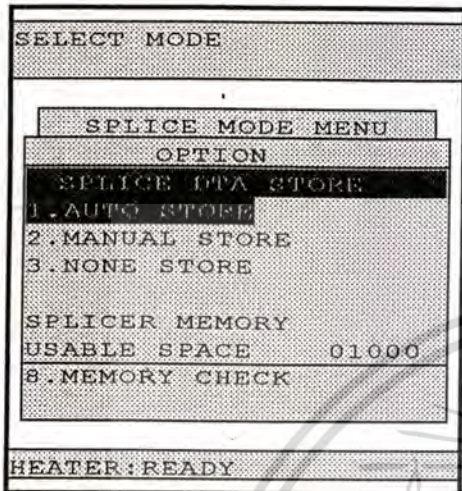 SELECT MODE
SPLICE MODE MENU
OPTION
SPLICE DTA STORE
1.AUTO STORE
2.MANUAL STORE
3.NONE STORE
SPLICER MEMORY
USABLE SPACE 01000
8.MEMORY CHECK
HEATER:READY